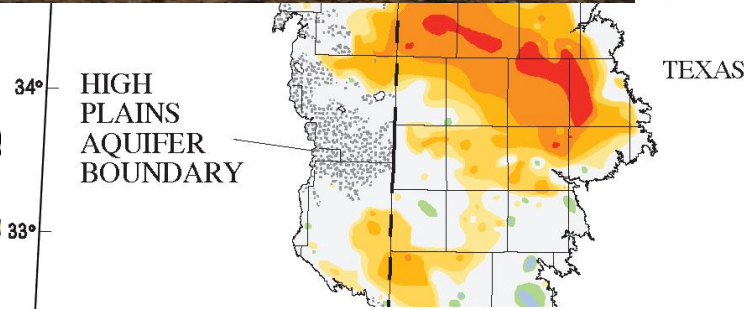 TEXAS
34°
HIGH
PLAINS
AQUIFER
BOUNDARY
33°